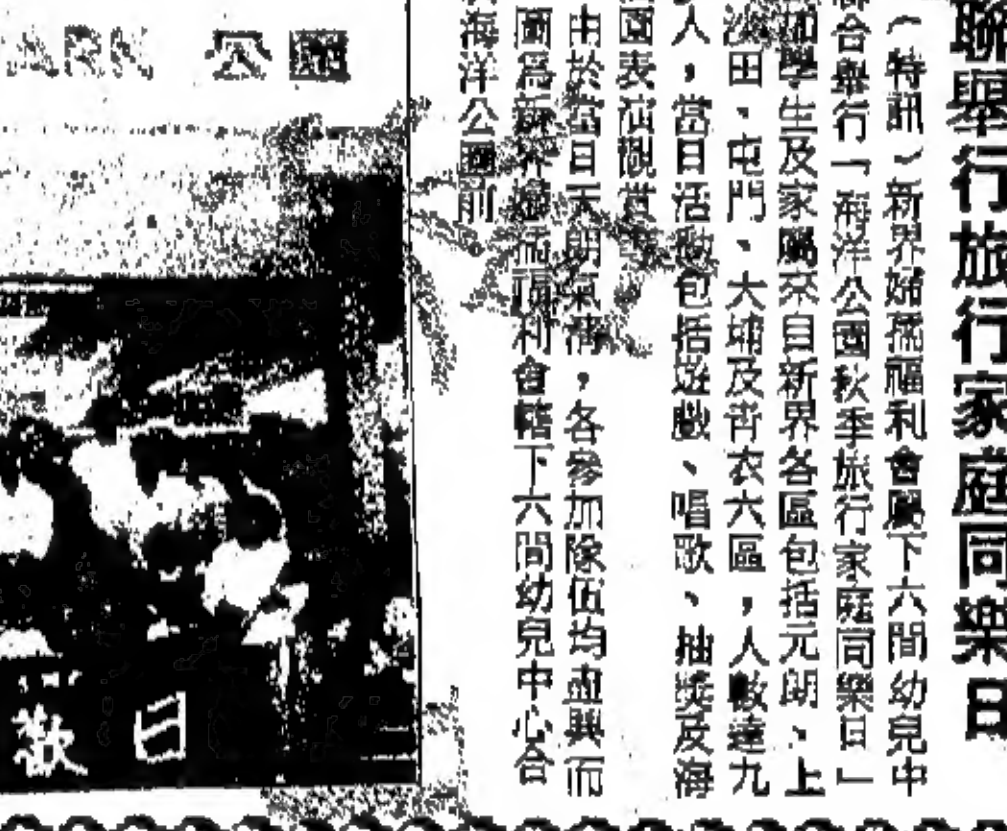 聯舉行旅行家庭同樂日
（特訊）新界婦孺福利會屬下六間幼兒中
聯合舉行「海洋公園秋季旅行家庭同樂日」
加學生及家屬來自新界各區包括元朗、上
田、屯門、大埔及青衣六區，人數達九
人，當日活動包括遊戲、唱歌、抽獎及海
園表演觀賞
由於當日天朗氣清，各參加隊伍均盡興而
圖爲新界婦孺福利會轄下六間幼兒中心合
海洋公園前
ARK 公園
歡日